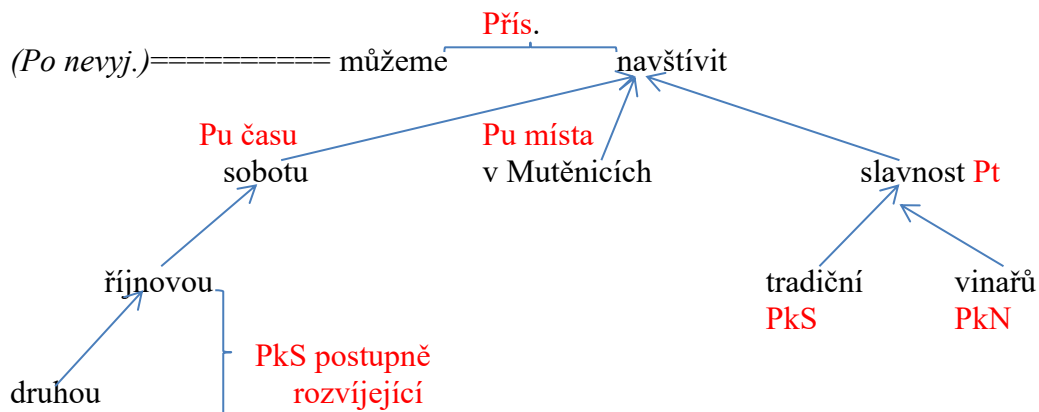 Přís.
(Po nevyj.)========== můžeme navštívit
Pu času Pu místa
sobotu v Mutěnicích slavnost Pt
říjnovou tradiční vinařů
PkS PkN
PkS postupně
druhou rozvíjející